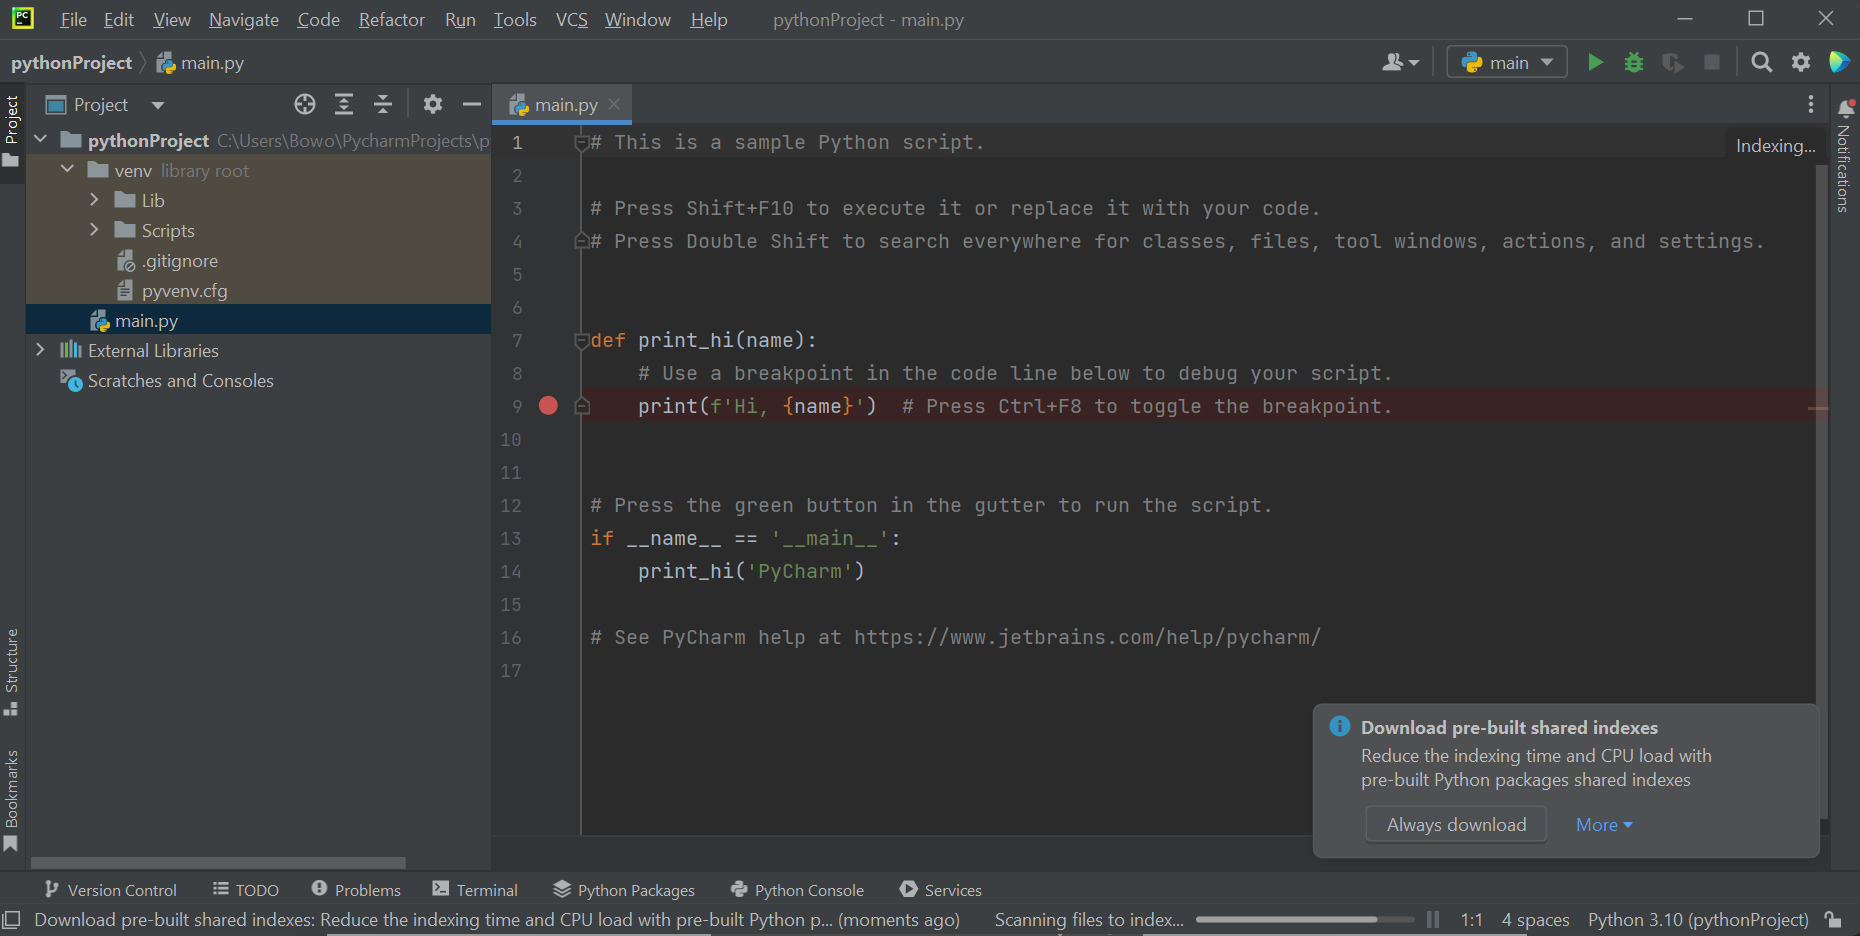 File Edit View Navigate Code Refactor Run Tools VCS Window Help pythonProject - main.py
pythonProject main.py
main
Project
Project
main.py
pythonProject C:\Users\Bowo\PycharmProjects\p
venv library root
Lib
Scripts
.gitignore
pyvenv.cfg
main.py
External Libraries
Scratches and Consoles
Structure
Bookmarks
1 # This is a sample Python script.
Indexing...
Notifications
2
3 # Press Shift+F10 to execute it or replace it with your code.
4 # Press Double Shift to search everywhere for classes, files, tool windows, actions, and settings.
5
6
7 def print_hi(name):
8 # Use a breakpoint in the code line below to debug your script.
9 print(f'Hi, {name}') # Press Ctrl+F8 to toggle the breakpoint.
10
11
12 # Press the green button in the gutter to run the script.
13 if __name__ == '__main__':
14 print_hi('PyCharm')
15
16 # See PyCharm help at https://www.jetbrains.com/help/pycharm/
17
Download pre-built shared indexes
Reduce the indexing time and CPU load with
pre-built Python packages shared indexes
Always download More
Version Control TODO Problems Terminal Python Packages Python Console Services
Download pre-built shared indexes: Reduce the indexing time and CPU load with pre-built Python p... (moments ago) Scanning files to index... 1:1 4 spaces Python 3.10 (pythonProject)